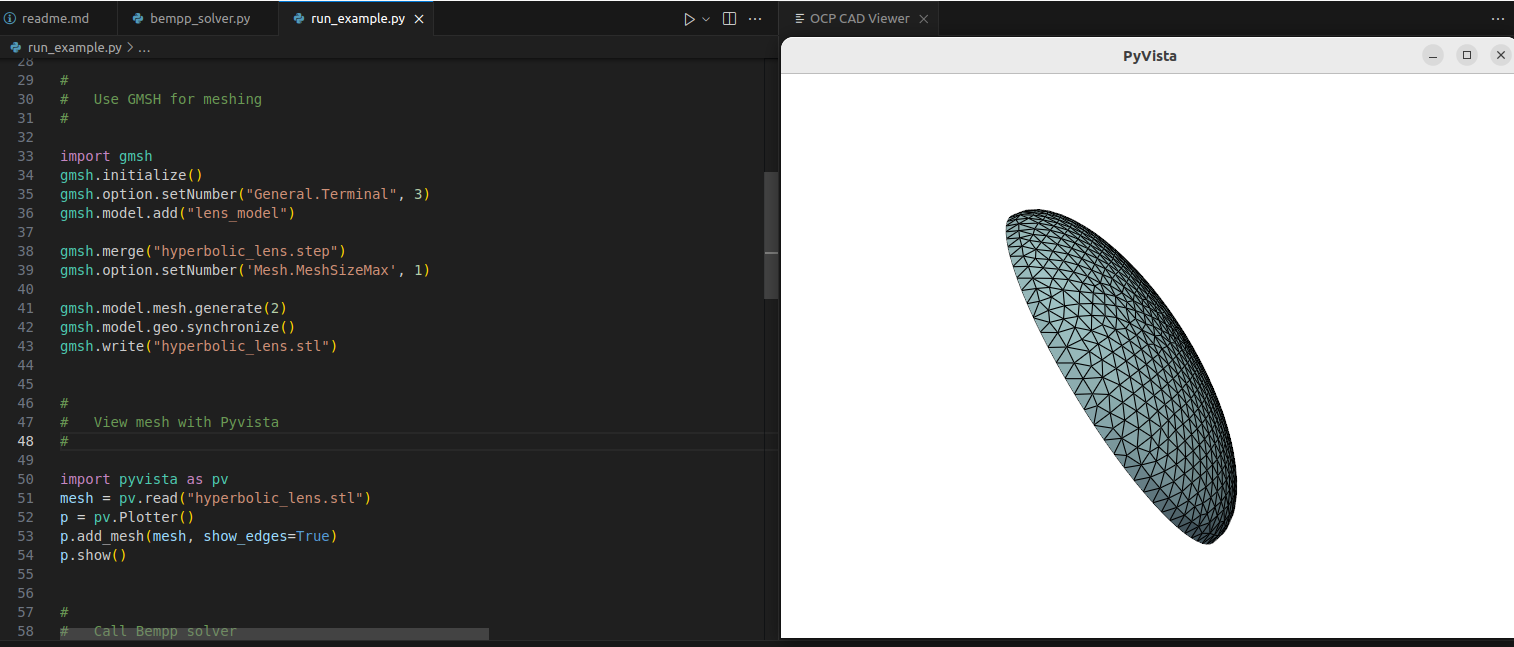 readme.md
bempp_solver.py
run_example.py
OCP CAD Viewer
run_example.py > ...
PyVista
28
29 #
30 #   Use GMSH for meshing
31 #
32
33 import gmsh
34 gmsh.initialize()
35 gmsh.option.setNumber("General.Terminal", 3)
36 gmsh.model.add("lens_model")
37
38 gmsh.merge("hyperbolic_lens.step")
39 gmsh.option.setNumber('Mesh.MeshSizeMax', 1)
40
41 gmsh.model.mesh.generate(2)
42 gmsh.model.geo.synchronize()
43 gmsh.write("hyperbolic_lens.stl")
44
45
46 #
47 #   View mesh with Pyvista
48 #
49
50 import pyvista as pv
51 mesh = pv.read("hyperbolic_lens.stl")
52 p = pv.Plotter()
53 p.add_mesh(mesh, show_edges=True)
54 p.show()
55
56
57 #
58 #   Call Bempp solver